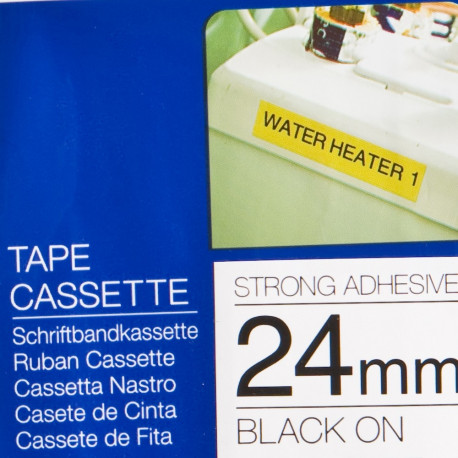 WATER HEATER 1
TAPE
CASSETTE
Schriftbandkassette
Ruban Cassette
Cassetta Nastro
Casete de Cinta
Cassete de Fita
STRONG ADHESIVE
24mm
BLACK ON